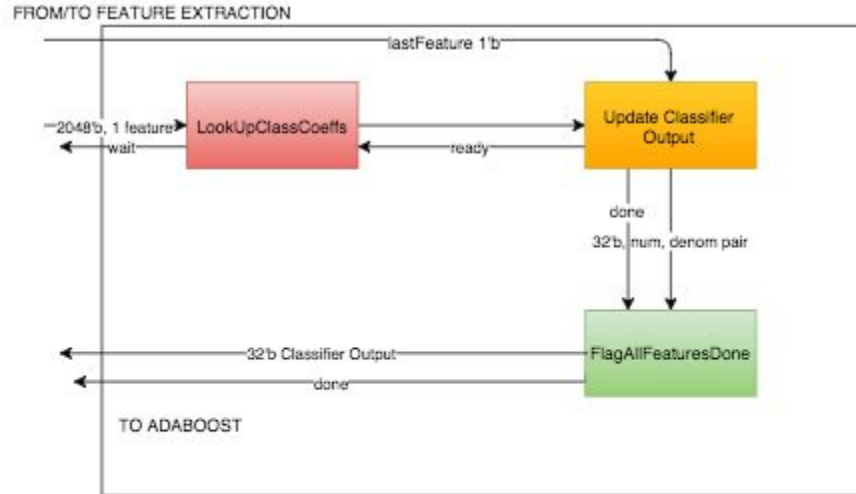 FROM/TO FEATURE EXTRACTION
lastFeature 1'b
LookUpClassCoeffs
Update Classifier
Output
2048'b, 1 feature
wait
ready
done
32'b, num, denom pair
FlagAllFeaturesDone
32'b Classifier Output
done
TO ADABOOST